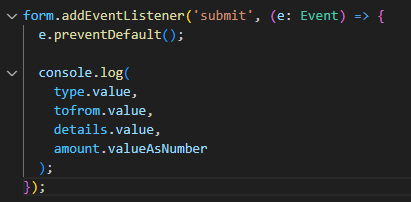 form.addEventListener('submit', (e: Event) => {
  e.preventDefault();

  console.log(
    type.value,
    tofrom.value,
    details.value,
    amount.valueAsNumber
  );
});